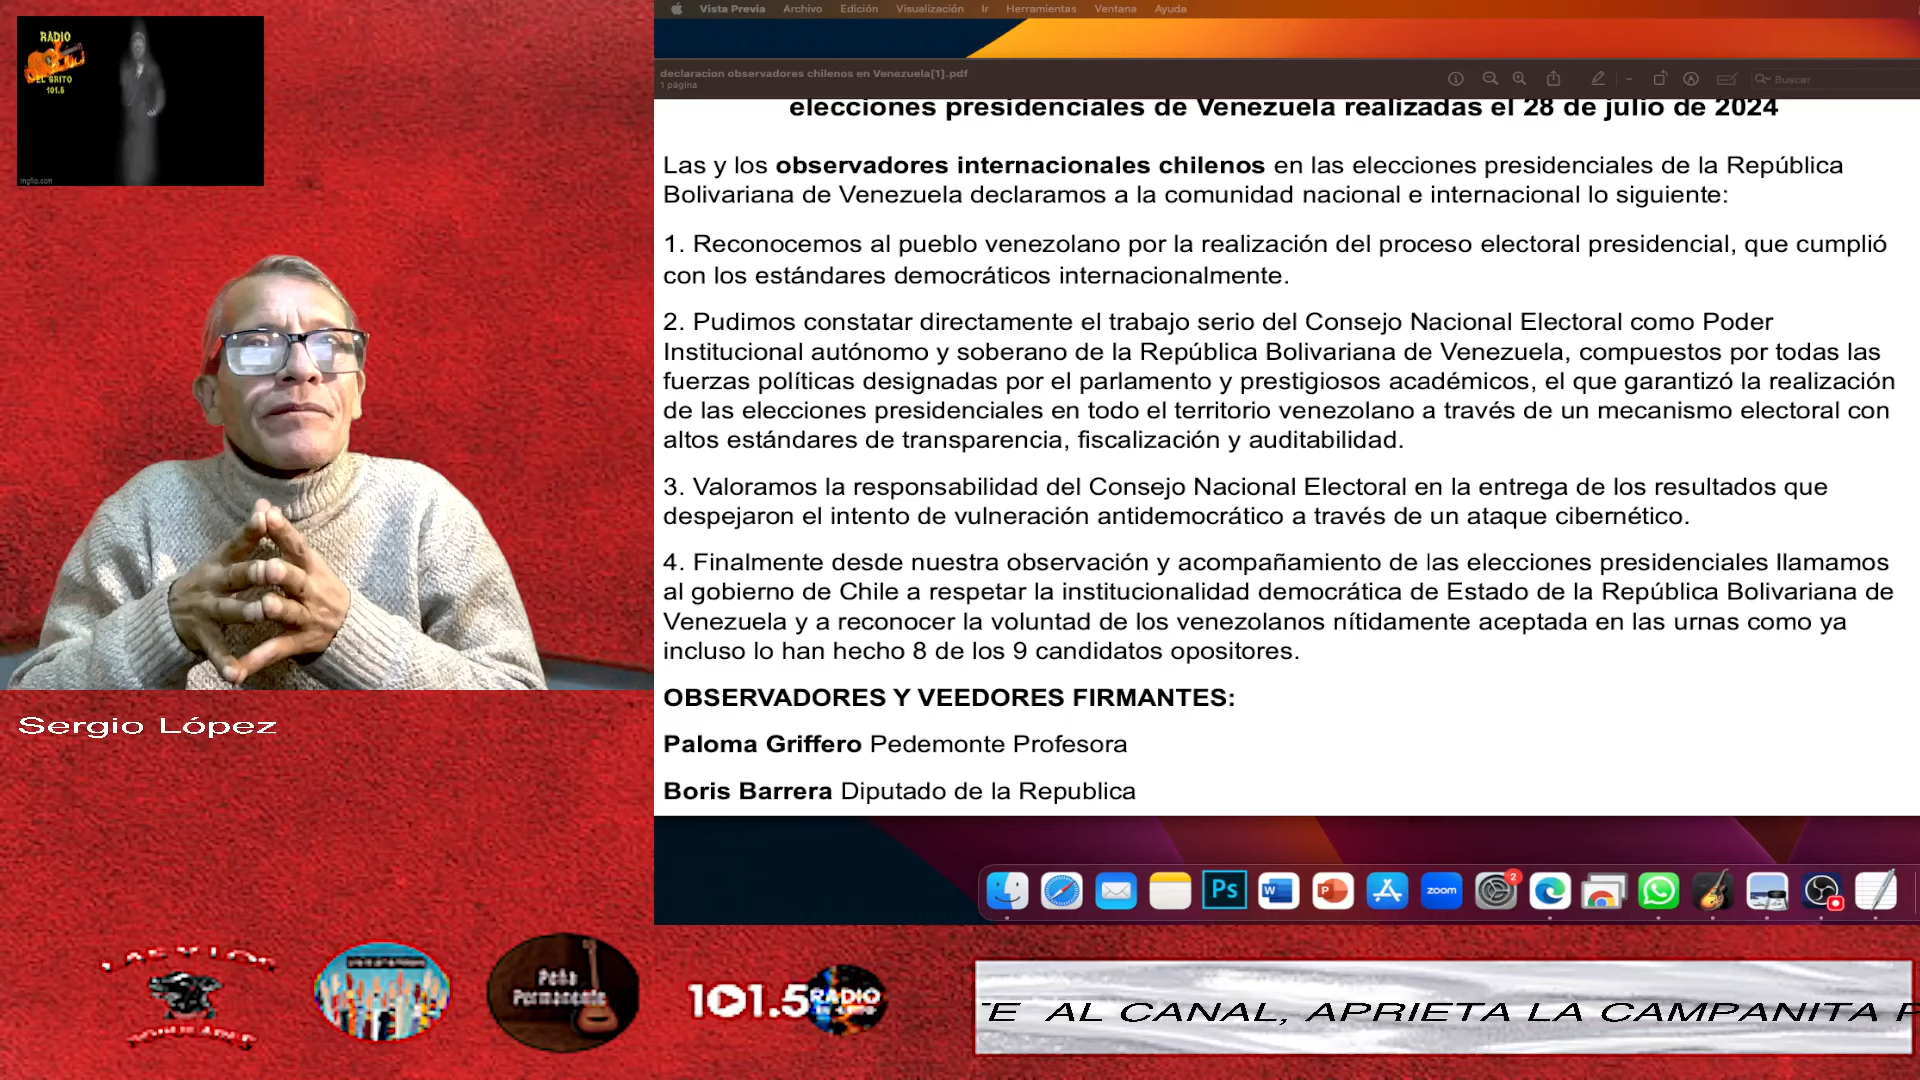 Vista Previa Archivo Edición Visualización Ir Herramientas Ventana Ayuda
RADIO
EL GRITO
101.5
imgflip.com
declaracion observadores chilenos en Venezuela[1].pdf
1 página
Buscar
elecciones presidenciales de Venezuela realizadas el 28 de julio de 2024
Las y los observadores internacionales chilenos en las elecciones presidenciales de la República
Bolivariana de Venezuela declaramos a la comunidad nacional e internacional lo siguiente:
1. Reconocemos al pueblo venezolano por la realización del proceso electoral presidencial, que cumplió
con los estándares democráticos internacionalmente.
2. Pudimos constatar directamente el trabajo serio del Consejo Nacional Electoral como Poder
Institucional autónomo y soberano de la República Bolivariana de Venezuela, compuestos por todas las
fuerzas políticas designadas por el parlamento y prestigiosos académicos, el que garantizó la realización
de las elecciones presidenciales en todo el territorio venezolano a través de un mecanismo electoral con
altos estándares de transparencia, fiscalización y auditabilidad.
3. Valoramos la responsabilidad del Consejo Nacional Electoral en la entrega de los resultados que
despejaron el intento de vulneración antidemocrático a través de un ataque cibernético.
4. Finalmente desde nuestra observación y acompañamiento de las elecciones presidenciales llamamos
al gobierno de Chile a respetar la institucionalidad democrática de Estado de la República Bolivariana de
Venezuela y a reconocer la voluntad de los venezolanos nítidamente aceptada en las urnas como ya
incluso lo han hecho 8 de los 9 candidatos opositores.
OBSERVADORES Y VEEDORES FIRMANTES:
Paloma Griffero Pedemonte Profesora
Boris Barrera Diputado de la Republica
Sergio López
Ps
W
P
zoom
2
Peña
Permanente
101.5 RADIO
TE AL CANAL, APRIETA LA CAMPANITA